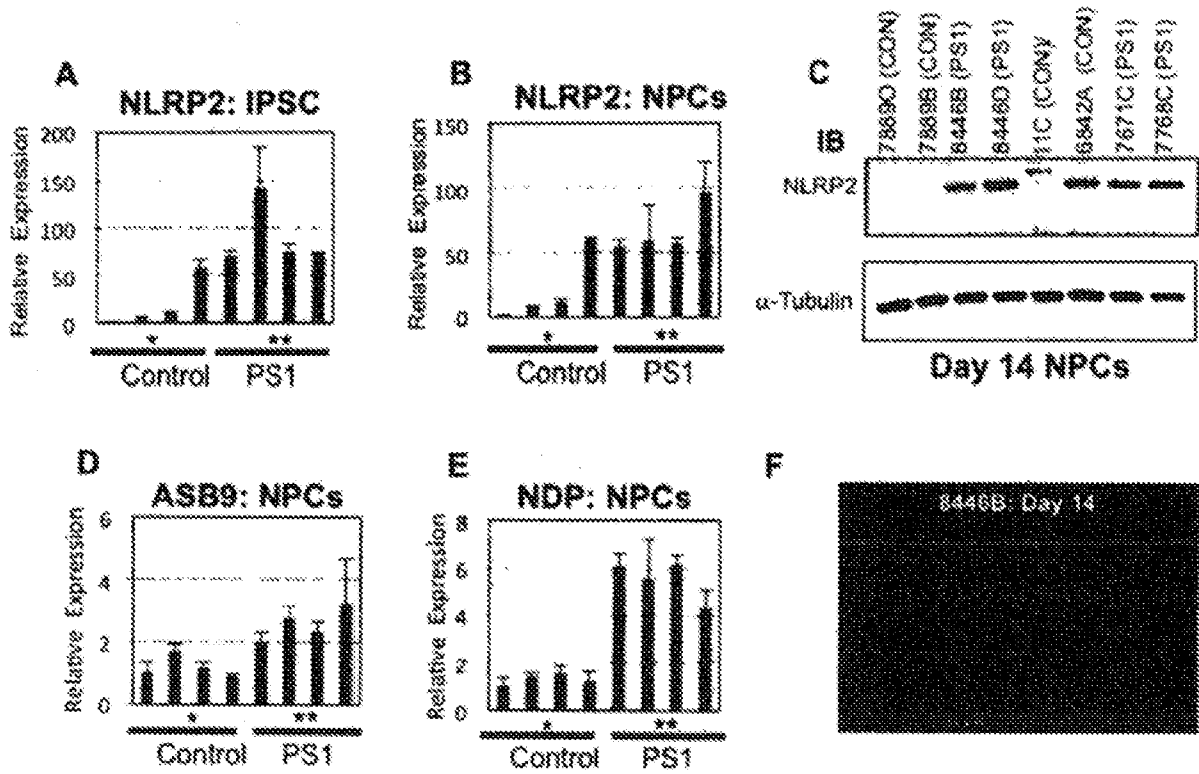 A
NLRP2: IPSC
Relative Expression
200
150
100
50
0
*
**
Control
PS1
B
NLRP2: NPCs
Relative Expression
150
100
50
0
*
**
Control
PS1
C
7869O (CON)
7889B (CON)
8446B (PS1)
8446D (PS1)
11C (CON)
6842A (CON)
7671C (PS1)
7768C (PS1)
IB
NLRP2
α-Tubulin
Day 14 NPCs
D
ASB9: NPCs
Relative Expression
6
4
2
0
*
**
Control
PS1
E
NDP: NPCs
Relative Expression
8
6
4
2
0
*
**
Control
PS1
F
8446B: Day 14